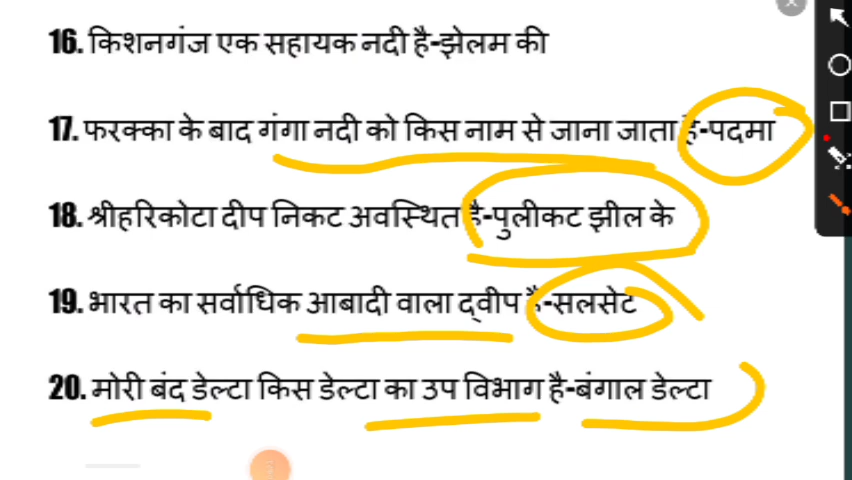 16. किशनगंज एक सहायक नदी है-झेलम की
17. फरक्का के बाद गंगा नदी को किस नाम से जाना जाता है-पदमा
18. श्रीहरिकोटा दीप निकट अवस्थित है-पुलीकट झील के
19. भारत का सर्वाधिक आबादी वाला द्वीप है-सलसेट
20. मोरी बंद डेल्टा किस डेल्टा का उप विभाग है-बंगाल डेल्टा